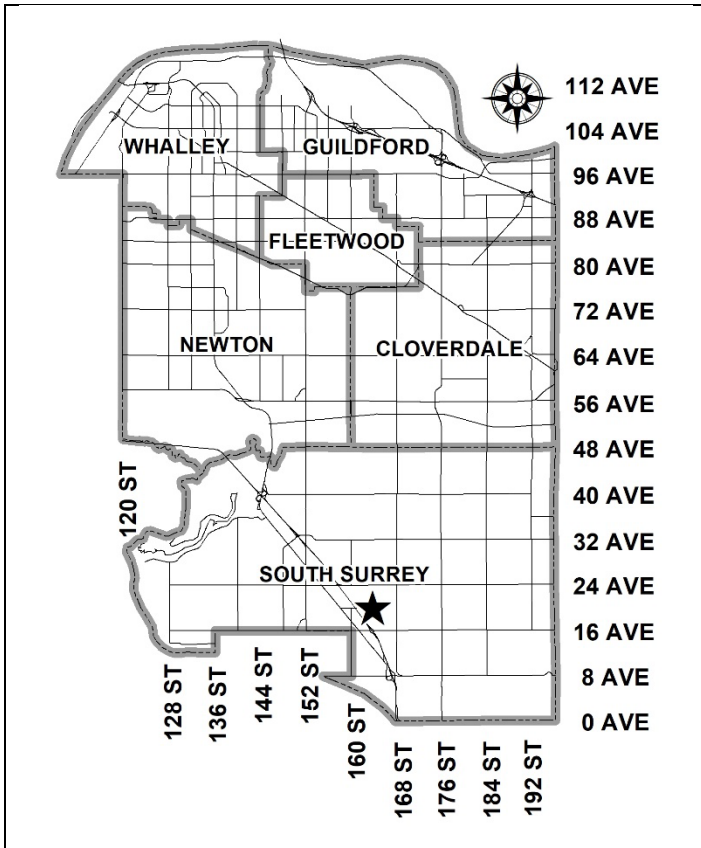 112 AVE
104 AVE
WHALLEY
GUILDFORD
96 AVE
88 AVE
FLEETWOOD
80 AVE
72 AVE
NEWTON
CLOVERDALE
64 AVE
56 AVE
48 AVE
120 ST
40 AVE
32 AVE
SOUTH SURREY
24 AVE
16 AVE
8 AVE
128 ST
136 ST
144 ST
152 ST
160 ST
0 AVE
168 ST
176 ST
184 ST
192 ST